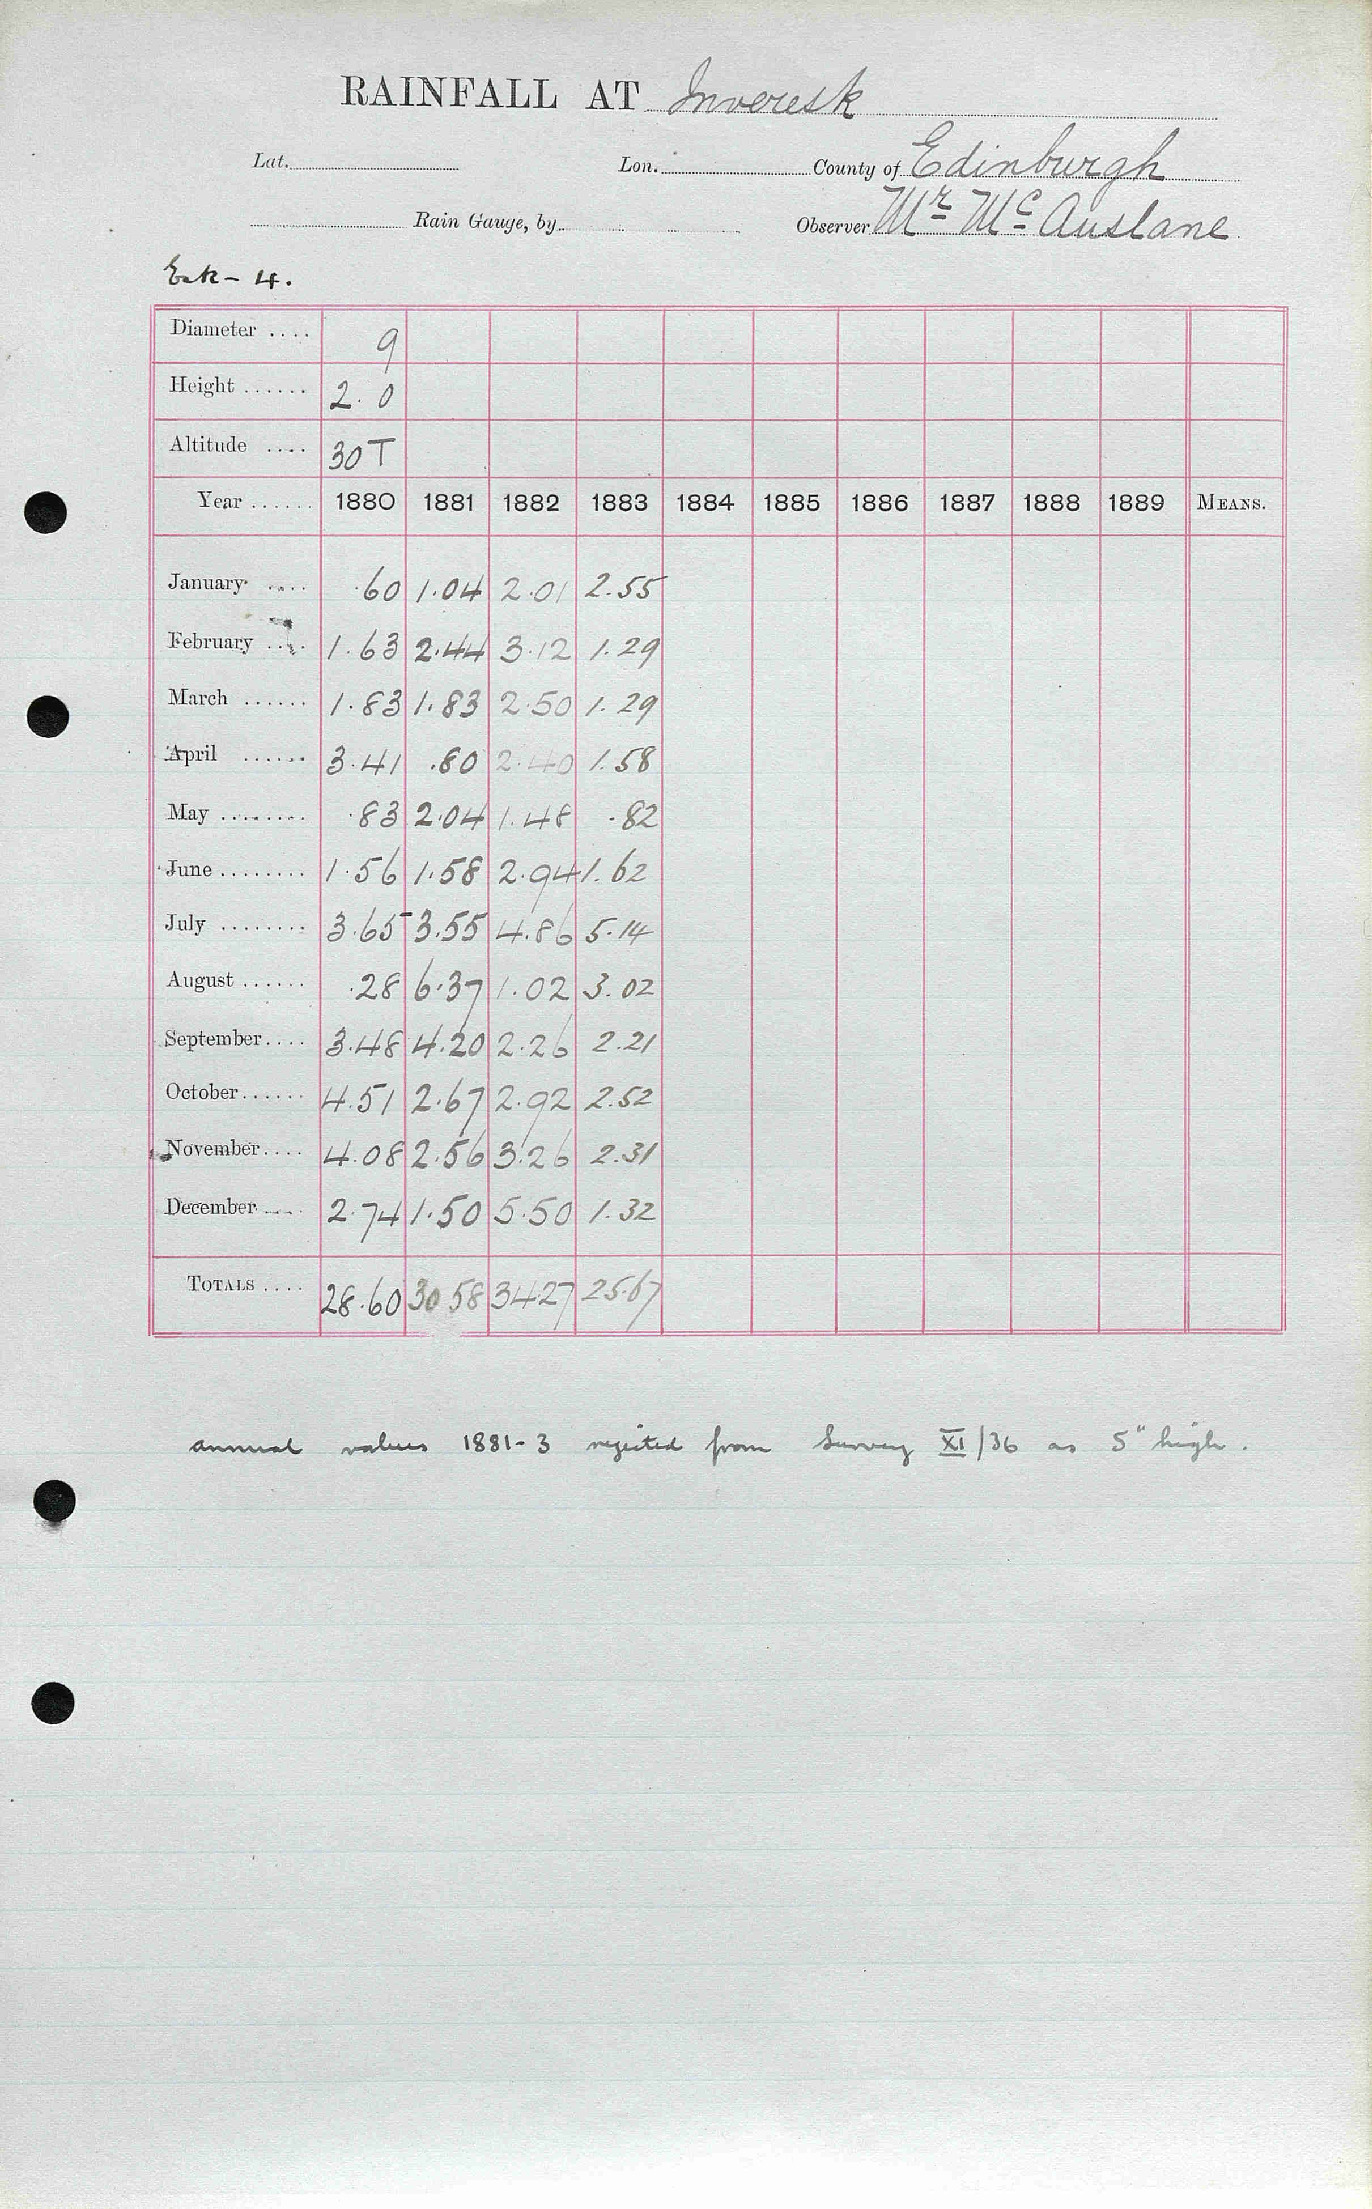 RAINFALL AT Inveresk
Lat. Lon. County of Edinburgh
Rain Gauge, by Observer Mr Mc Auslane
Esk - 4.
Diameter .... 9
Height ...... 2. 0
Altitude .... 30 T
Year ...... 1880 1881 1882 1883 1884 1885 1886 1887 1888 1889 MEANS.
January .... .60 1.04 2.01 2.55
February .... 1.63 2.44 3.12 1.29
March ...... 1.83 1.83 2.50 1.29
April ...... 3.41 .80 2.40 1.58
May ........ .83 2.04 1.48 .82
June ........ 1.56 1.58 2.94 1.62
July ........ 3.65 3.55 4.86 5.14
August ...... .28 6.37 1.02 3.02
September .... 3.48 4.20 2.26 2.21
October ...... 4.51 2.67 2.92 2.52
November .... 4.08 2.56 3.26 2.31
December .... 2.74 1.50 5.50 1.32
TOTALS .... 28.60 30 58 34.27 25.67
annual values 1881-3 rejected from Survey XI/36 as 5" high.